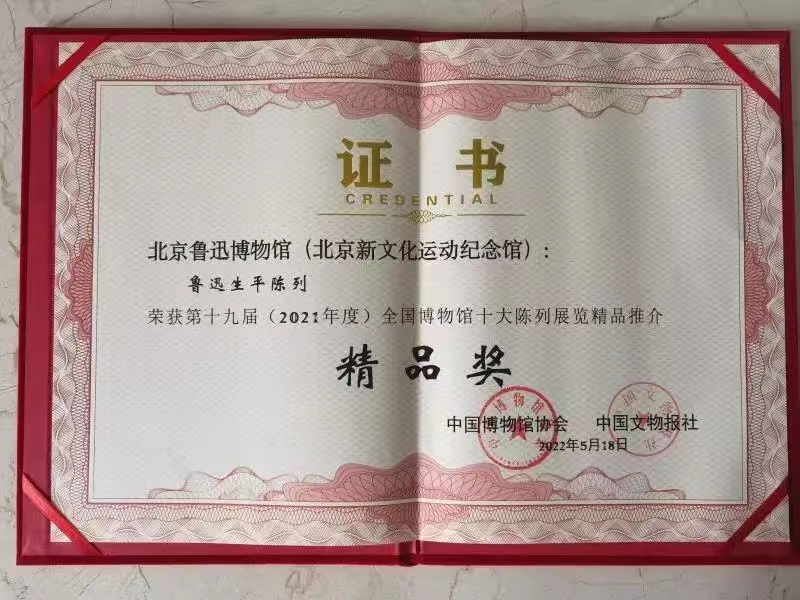 证 书
CREDENTIAL
北京鲁迅博物馆（北京新文化运动纪念馆）：
鲁迅生平陈列
荣获第十九届（2021年度）全国博物馆十大陈列展览精品推介
精品奖
中国博物馆协会 中国文物报社
2022年5月18日